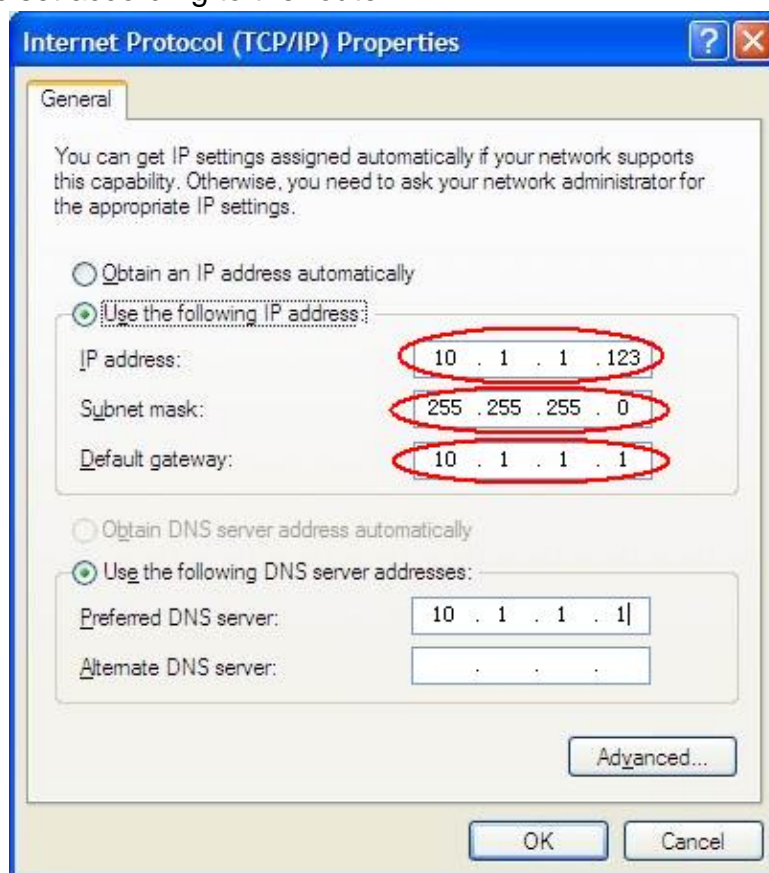 Internet Protocol (TCP/IP) Properties
General
You can get IP settings assigned automatically if your network supports
this capability. Otherwise, you need to ask your network administrator for
the appropriate IP settings.
Obtain an IP address automatically
Use the following IP address:
IP address: 10 . 1 . 1 . 123
Subnet mask: 255 . 255 . 255 . 0
Default gateway: 10 . 1 . 1 . 1
Obtain DNS server address automatically
Use the following DNS server addresses:
Preferred DNS server: 10 . 1 . 1 . 1
Alternate DNS server: . . .
Advanced...
OK Cancel